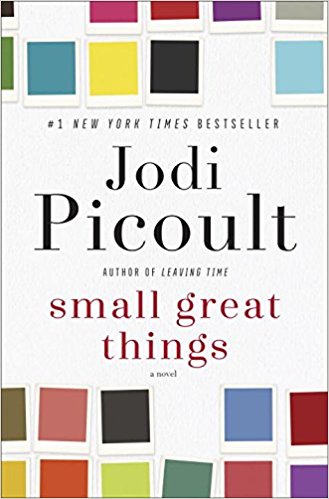 #1 NEW YORK TIMES BESTSELLER
Jodi
Picoult
AUTHOR OF LEAVING TIME
small great
things
a novel